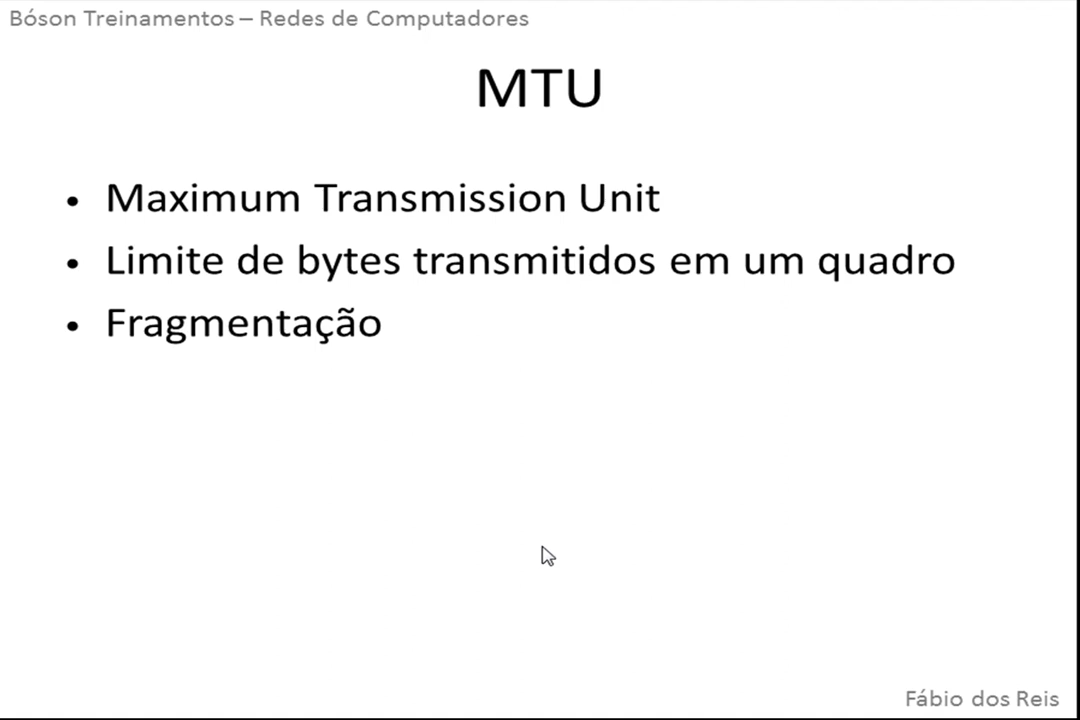 Bóson Treinamentos – Redes de Computadores
MTU
• Maximum Transmission Unit
• Limite de bytes transmitidos em um quadro
• Fragmentação
Fábio dos Reis